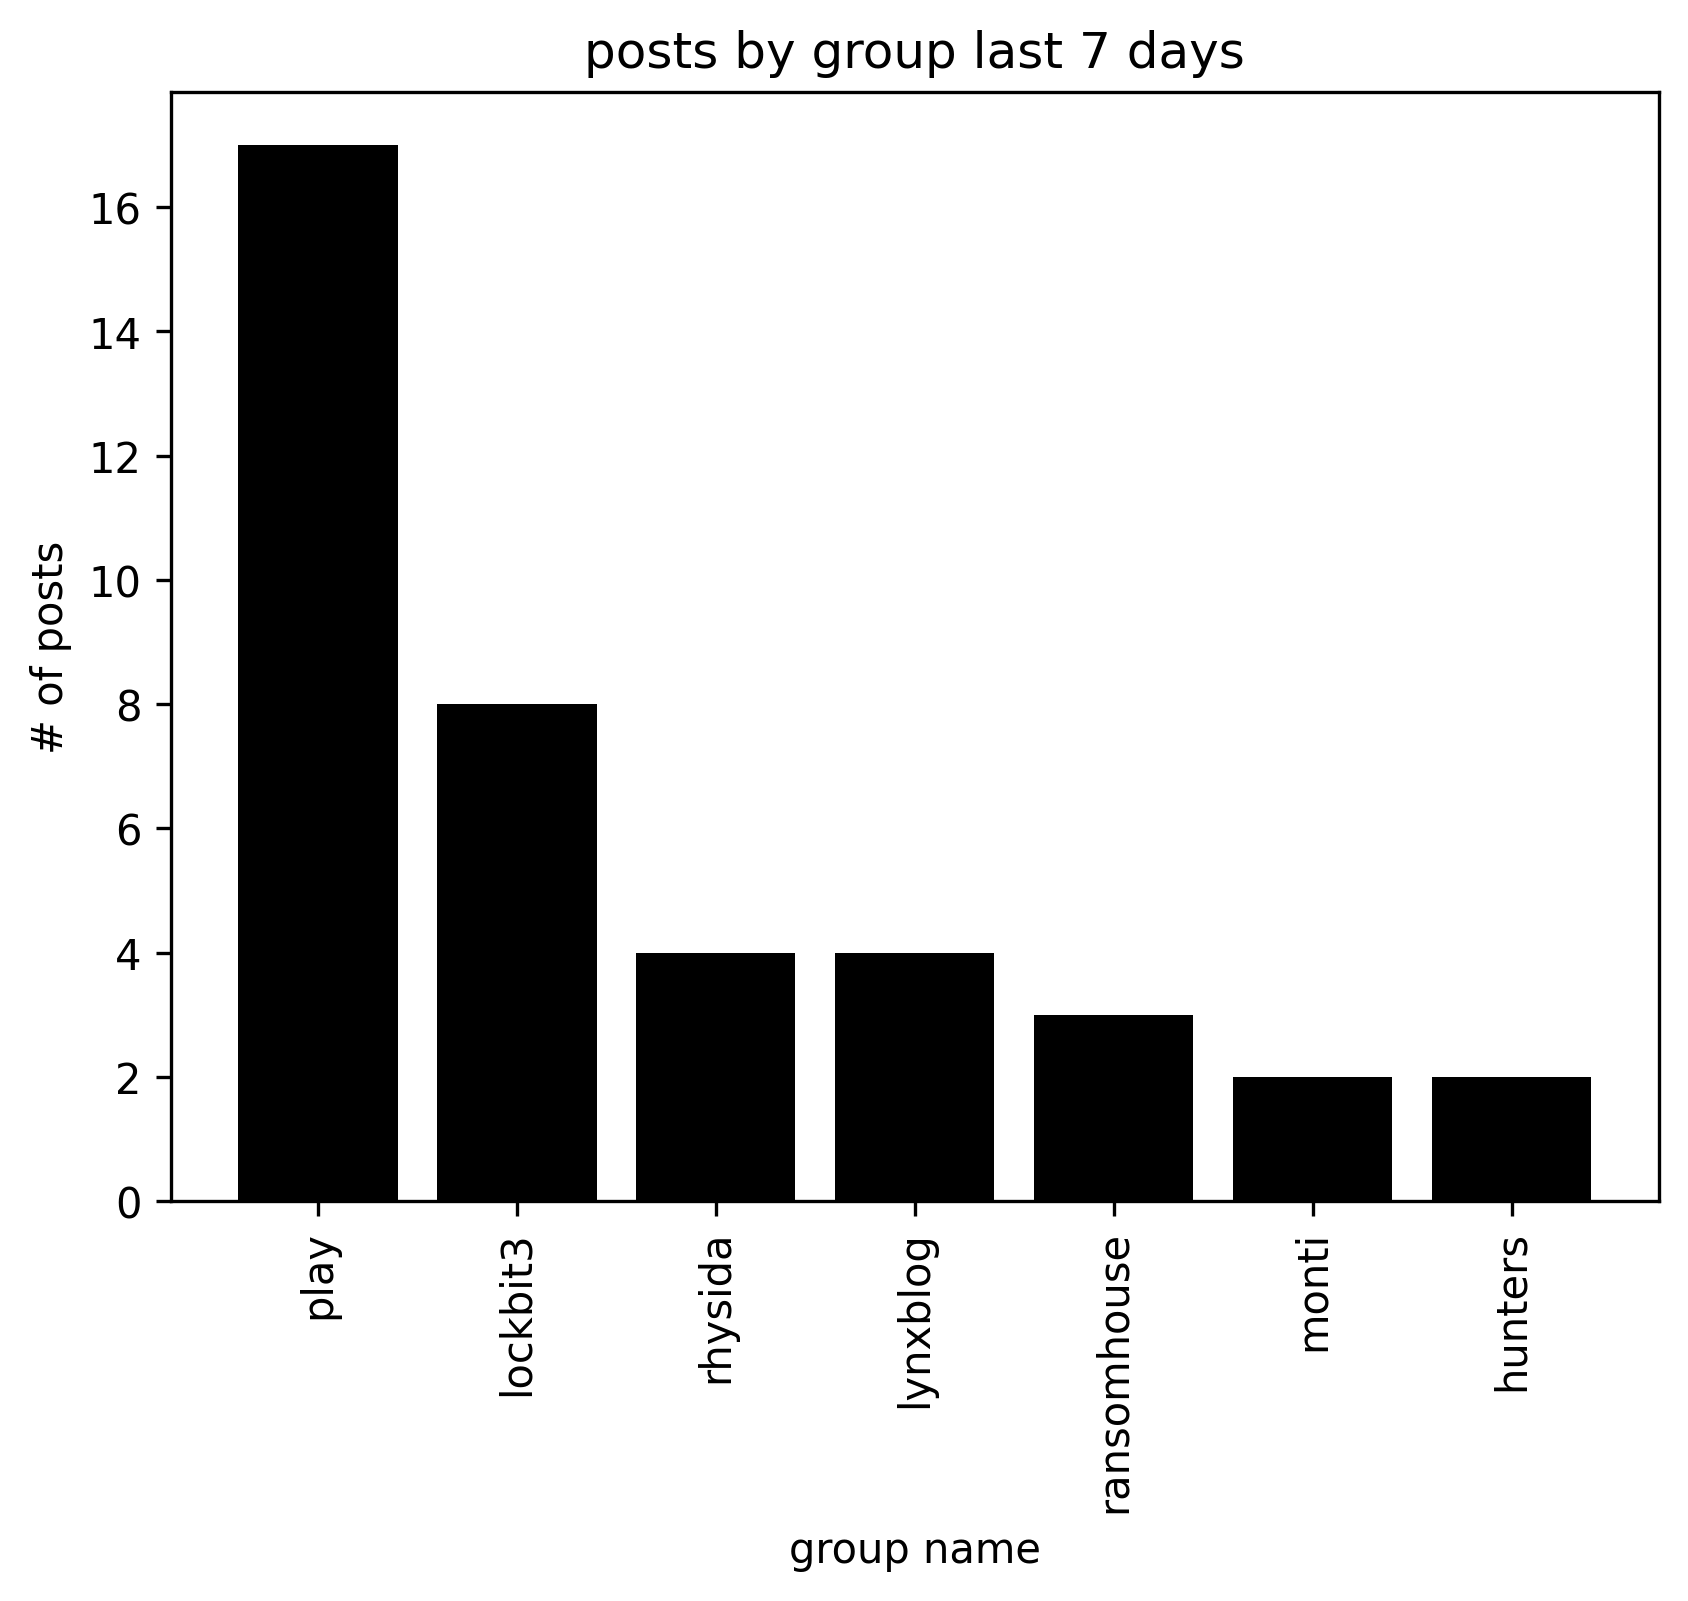 posts by group last 7 days
# of posts
16
14
12
10
8
6
4
2
0
play
lockbit3
rhysida
lynxblog
ransomhouse
monti
hunters
group name